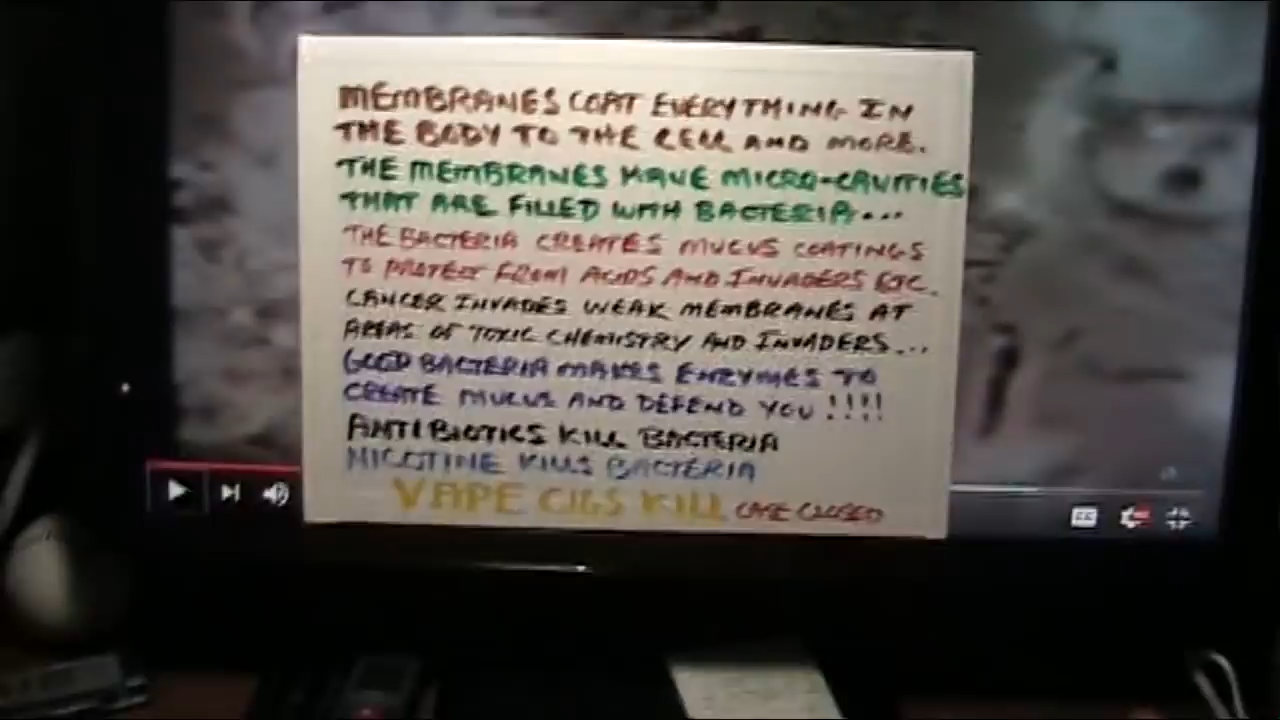 MEMBRANES COAT EVERYTHING IN
THE BODY TO THE CELL AND MORE.
THE MEMBRANES HAVE MICRO-CAVITIES
THAT ARE FILLED WITH BACTERIA...
THE BACTERIA CREATES MUCUS COATINGS
TO PROTECT FROM ACIDS AND INVADERS ETC.
CANCER INVADES WEAK MEMBRANES AT
AREAS OF TOXIC CHEMISTRY AND INVADERS...
GOOD BACTERIA MAKES ENZYMES TO
CREATE MUCUS AND DEFEND YOU!!!!
ANTIBIOTICS KILL BACTERIA
NICOTINE KILLS BACTERIA
VAPE CIGS KILL CASE CLOSED
CC